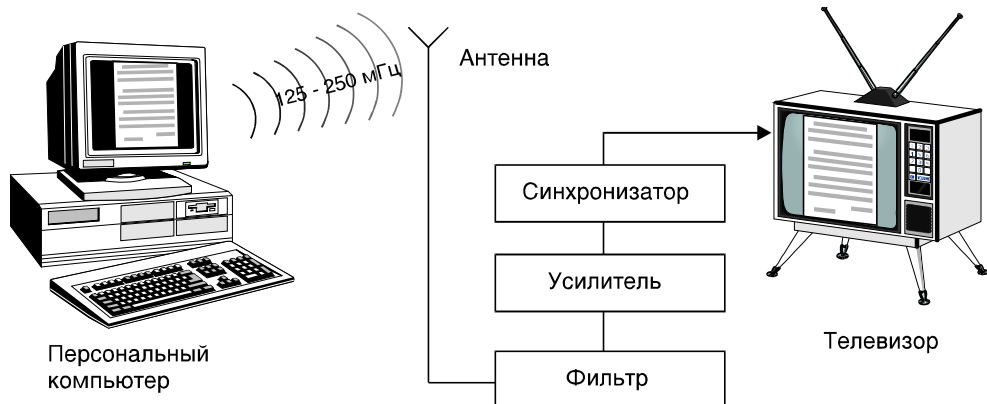 125 - 250 мГц
Антенна
Синхронизатор
Усилитель
Фильтр
Телевизор
Персональный
компьютер